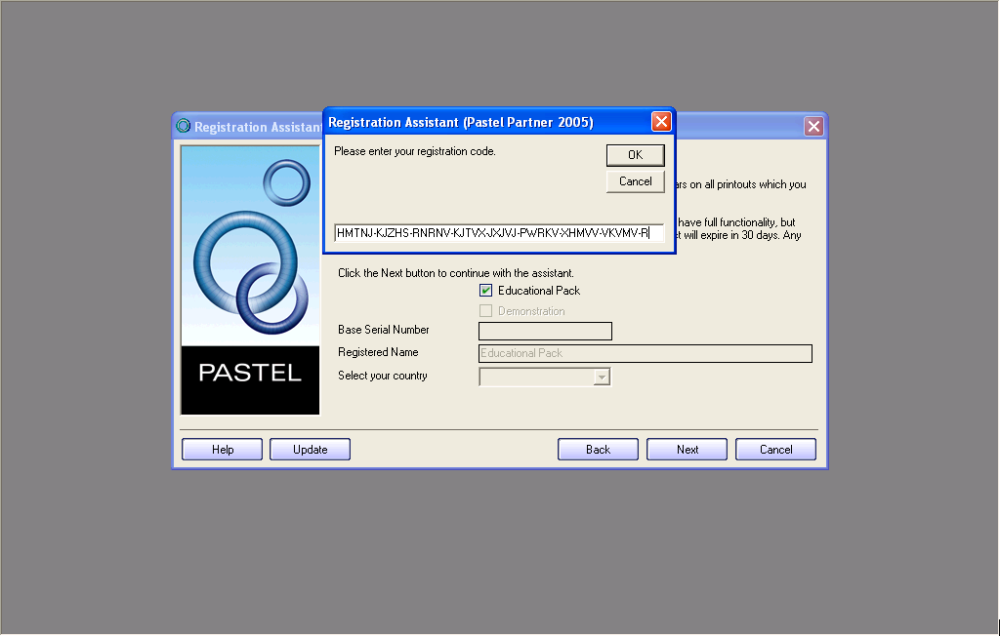 Registration Assistant
Registration Assistant (Pastel Partner 2005)
Please enter your registration code.
OK
Cancel
HMTNJ-KJZHS-RNRNV-KJTVX-JXJVJ-PWRKV-XHMVV-VKVMV-R
ars on all printouts which you
have full functionality, but
ct will expire in 30 days. Any
Click the Next button to continue with the assistant.
Educational Pack
Demonstration
Base Serial Number
Registered Name
Educational Pack
Select your country
PASTEL
Help
Update
Back
Next
Cancel